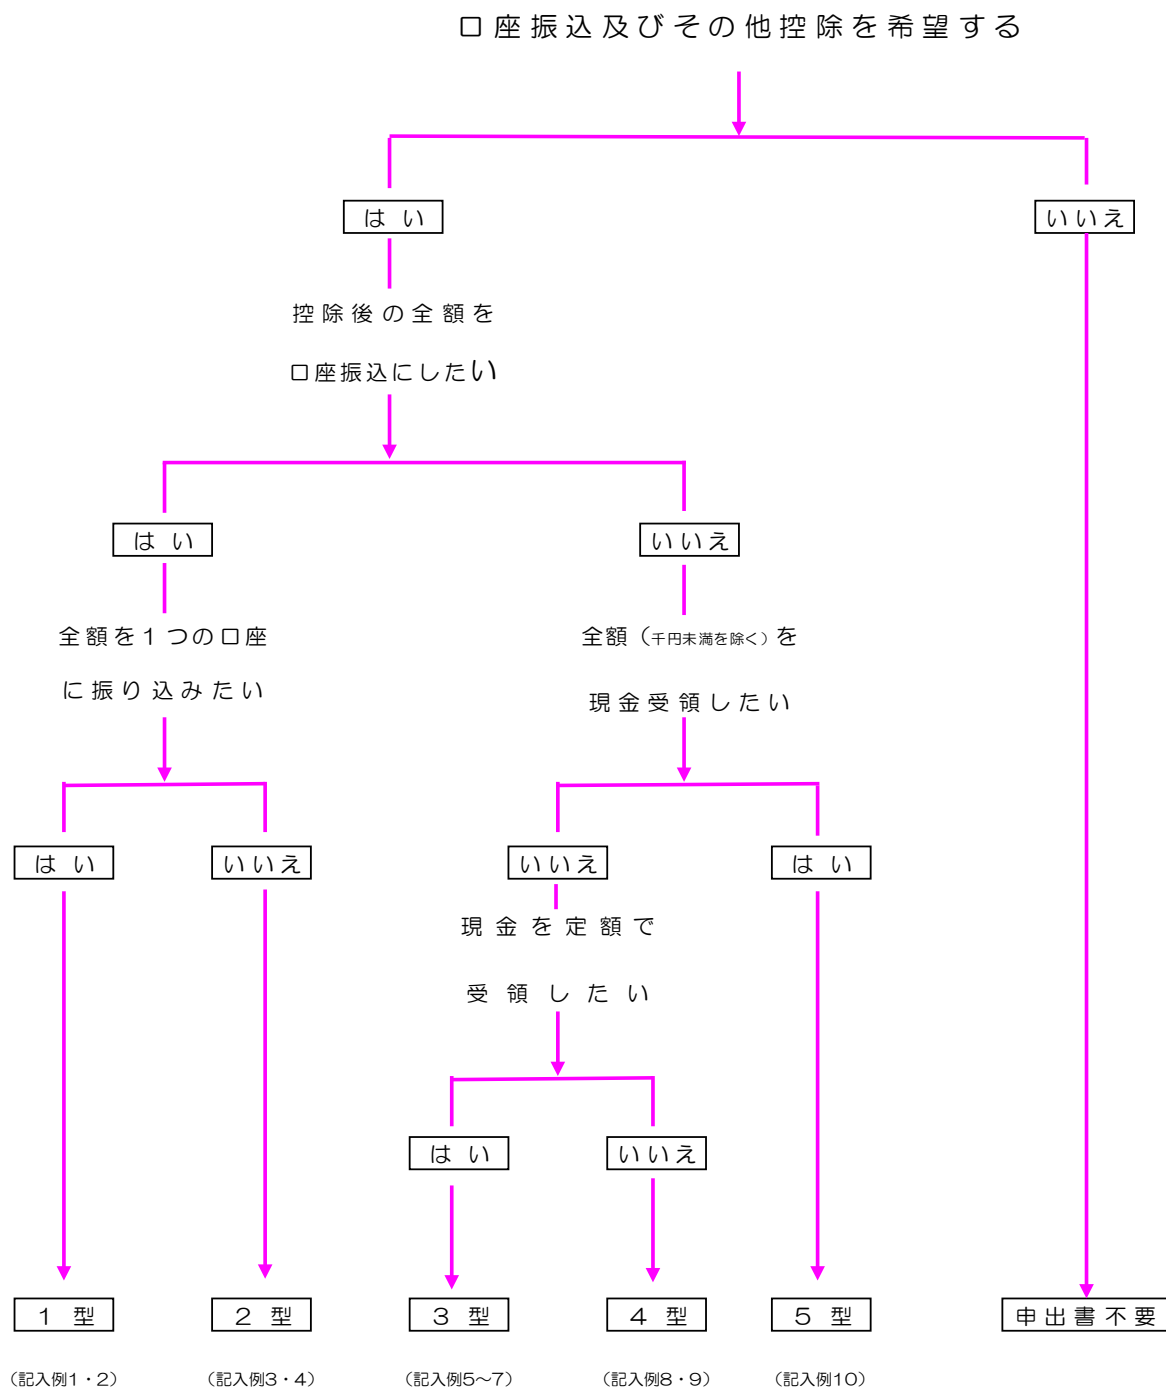 口座振込及びその他控除を希望する
はい
いいえ
控除後の全額を
口座振込にしたい
はい
いいえ
全額を1つの口座
に振り込みたい
全額（千円未満を除く）を
現金受領したい
はい
いいえ
いいえ
はい
現金を定額で
受領したい
はい
いいえ
1型
2型
3型
4型
5型
申出書不要
（記入例1・2）
（記入例3・4）
（記入例5～7）
（記入例8・9）
（記入例10）